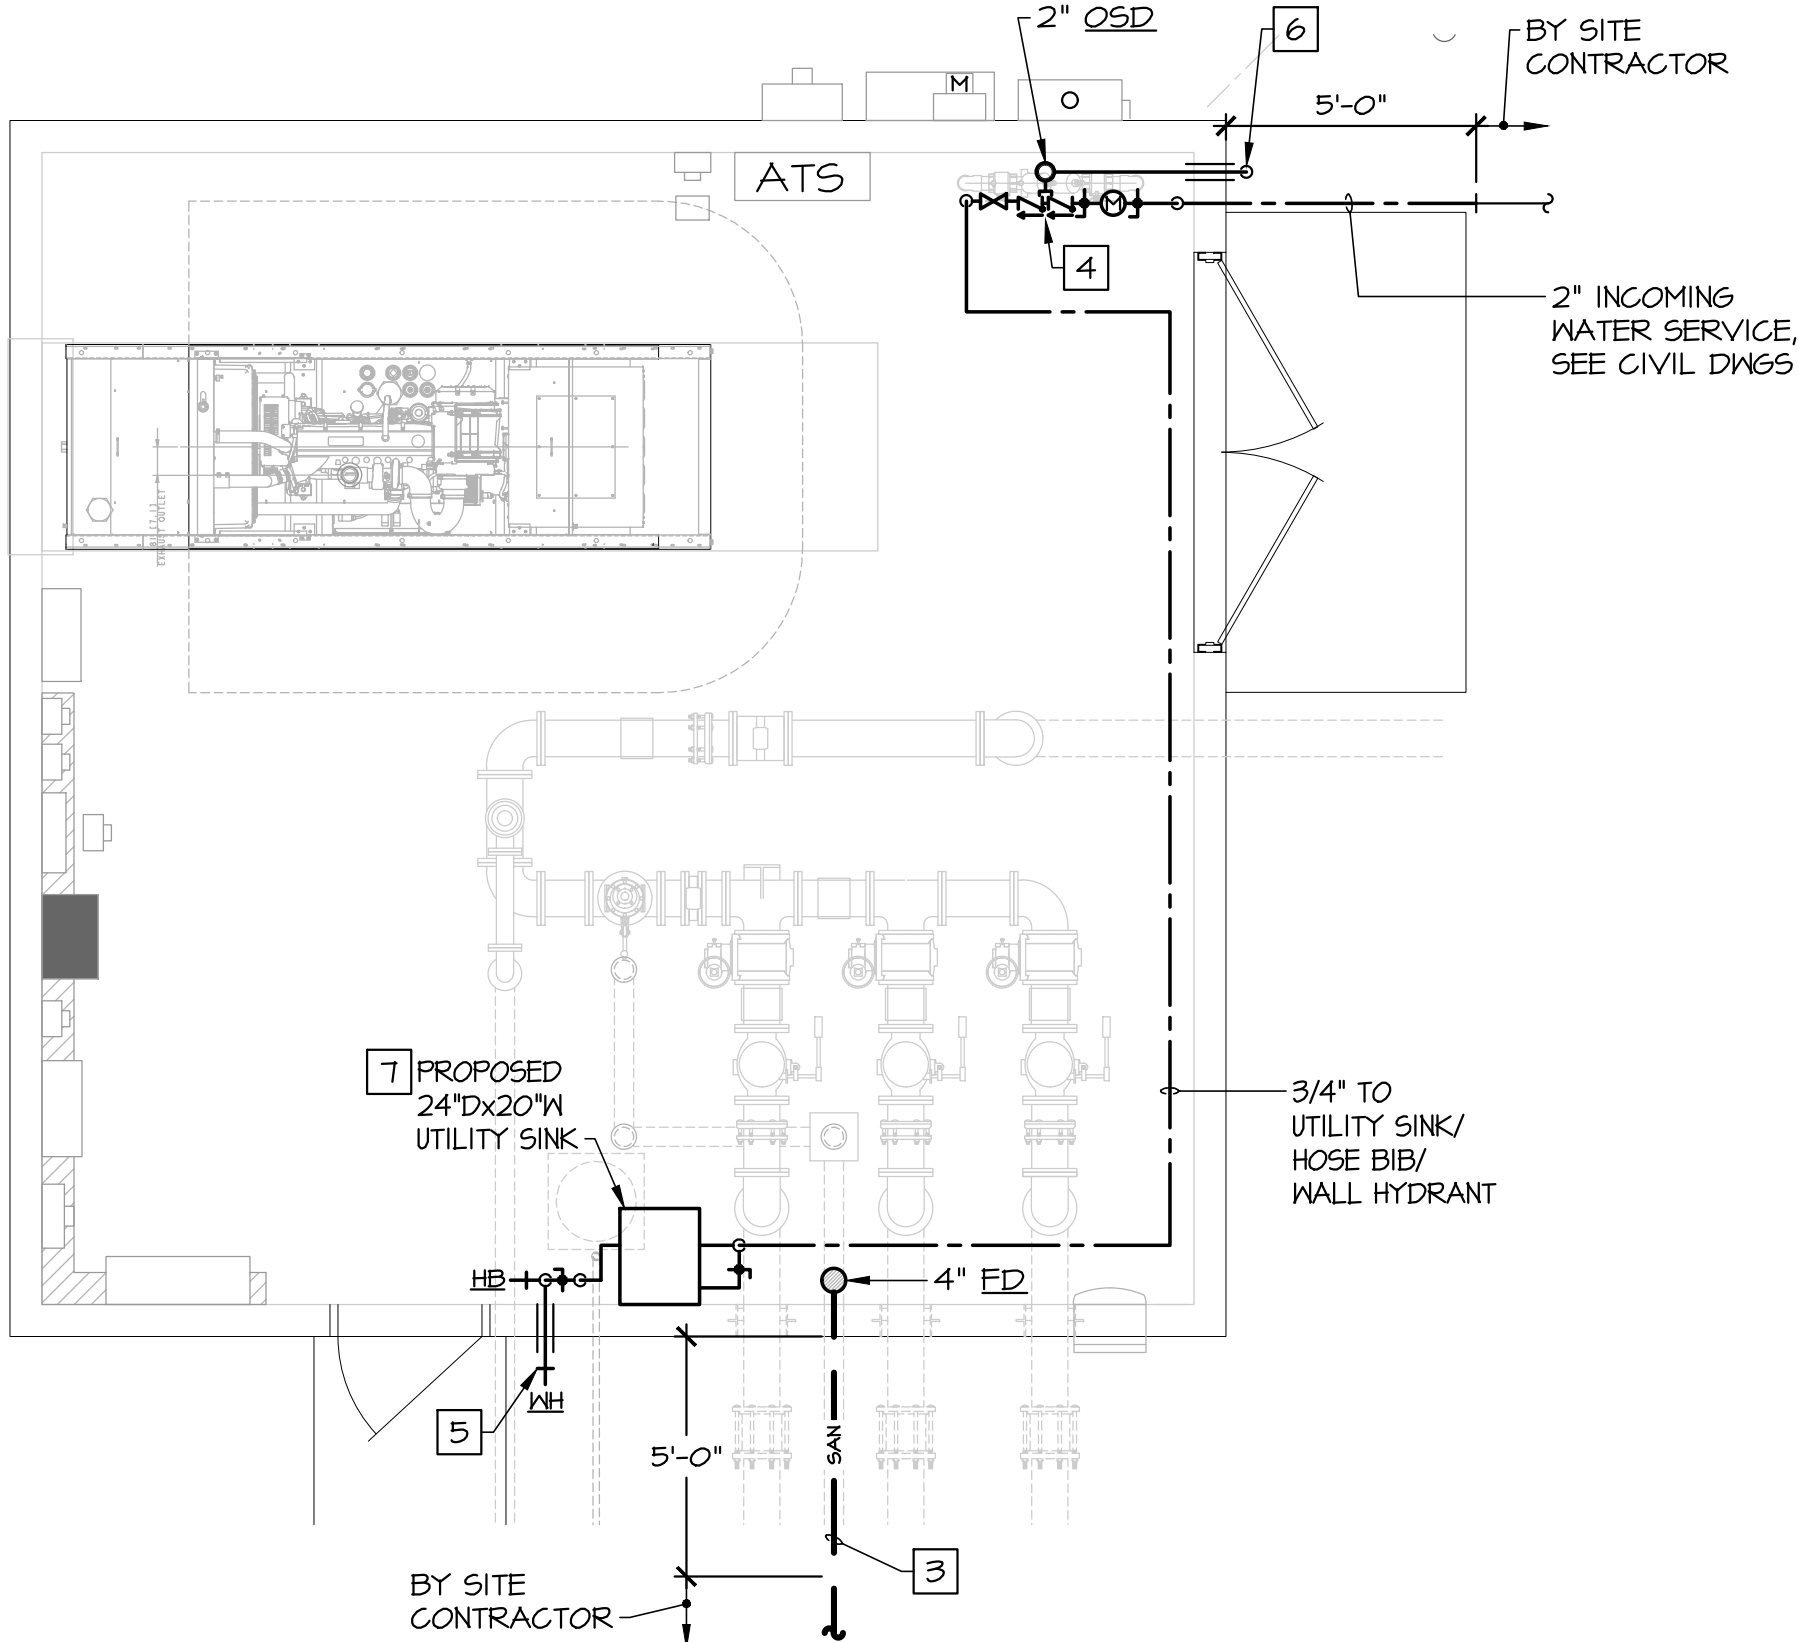 2" OSD
6
BY SITE
CONTRACTOR
5'-0"
M
ATS
M
4
2" INCOMING
WATER SERVICE,
SEE CIVIL DWGS
EXHAUST OUTLET
7
PROPOSED
24"Dx20"W
UTILITY SINK
3/4" TO
UTILITY SINK/
HOSE BIB/
WALL HYDRANT
HB
4" FD
WH
5
5'-0"
SAN
3
BY SITE
CONTRACTOR